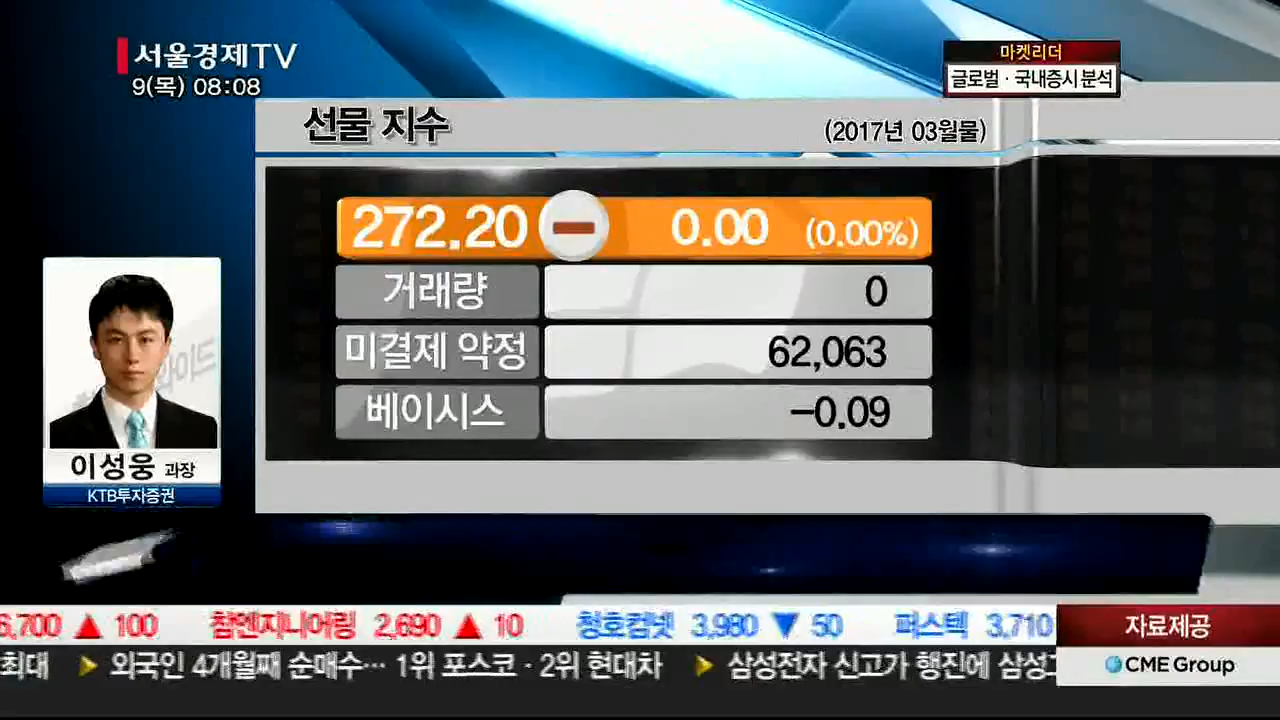 서울경제TV
9(목) 08:08
마켓리더
글로벌·국내증시 분석
선물 지수
(2017년 03월물)
272.20 0.00 (0.00%)
거래량 0
미결제 약정 62,063
베이시스 -0.09
이성웅 과장
KTB투자증권
6,700 ▲ 100 참엔지니어링 2,690 ▲ 10 청호컴넷 3,980 ▼ 50 퍼스텍 3,710
자료제공
최대 ▶ 외국인 4개월째 순매수… 1위 포스코·2위 현대차 ▶ 삼성전자 신고가 행진에 삼성
CME Group